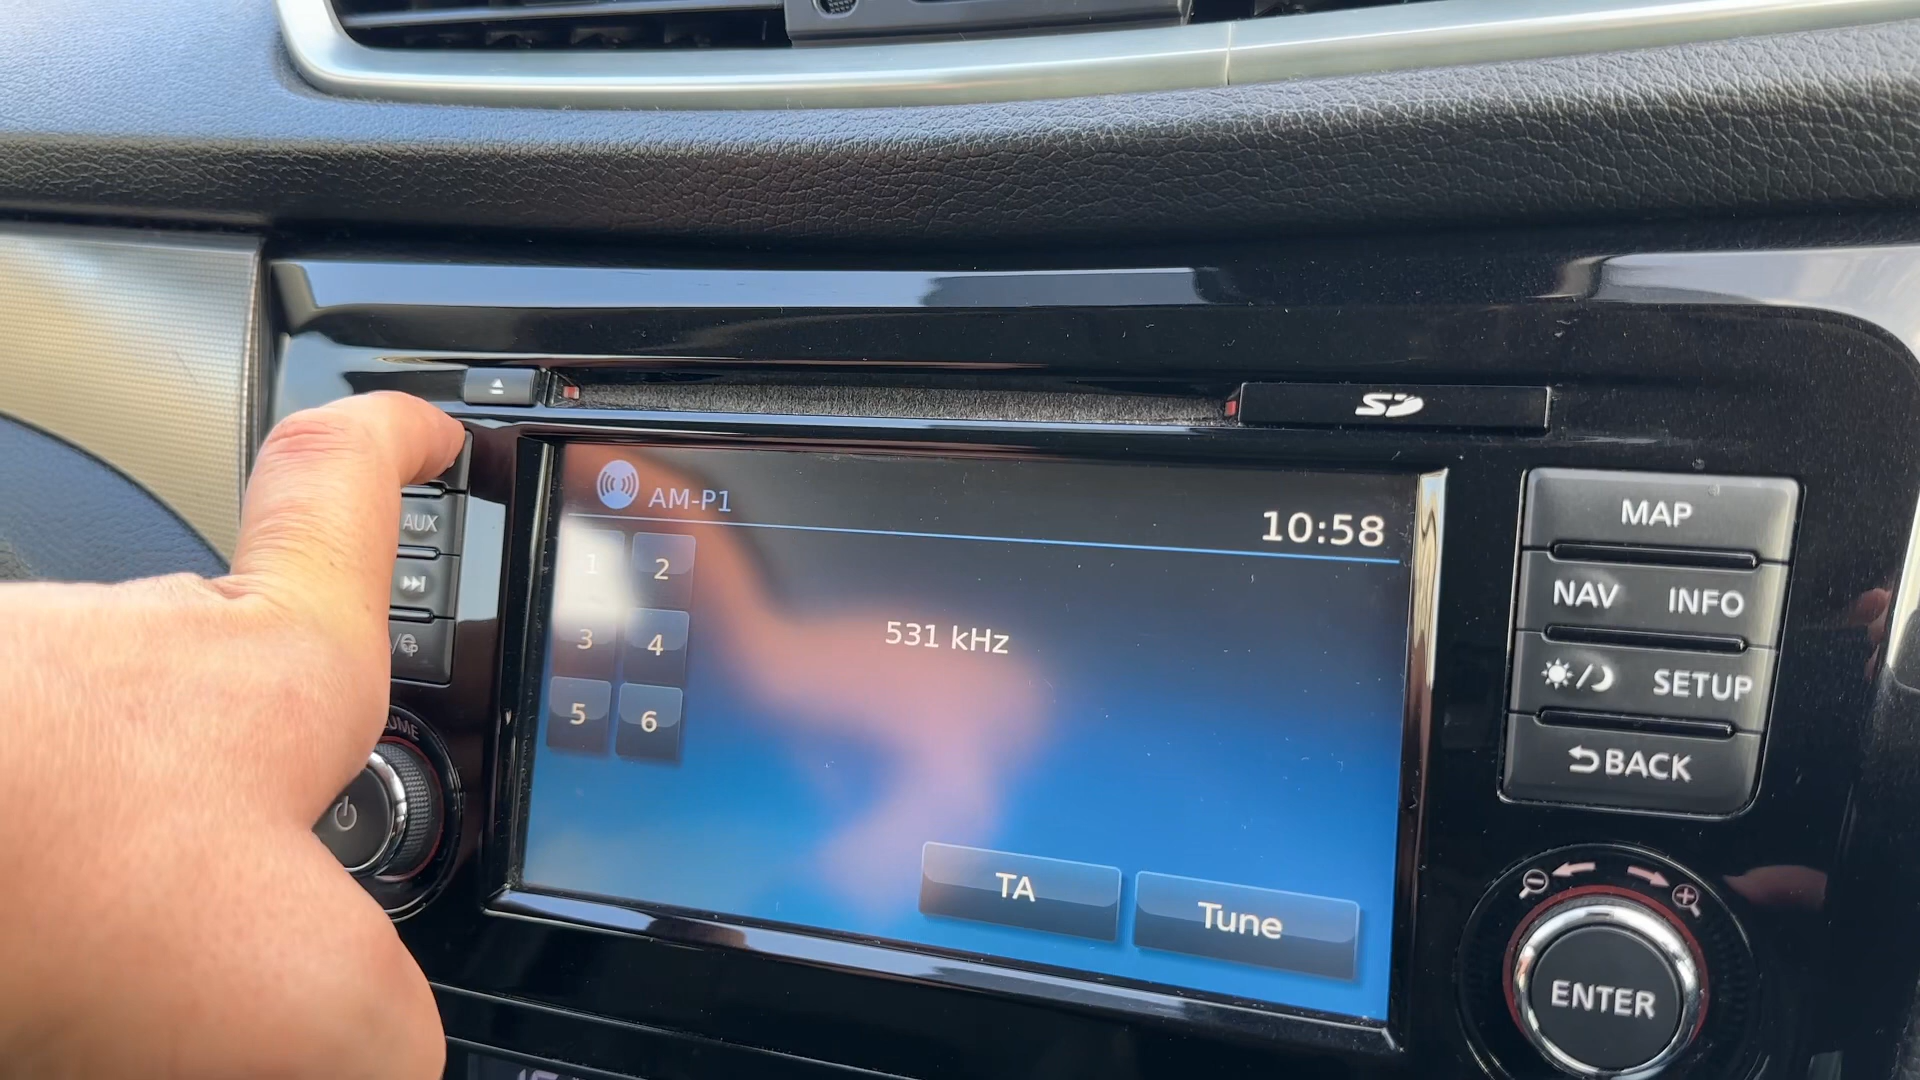 SD
AM-P1
10:58
MAP
AUX
1 2
531 kHz
NAV INFO
3 4
SETUP
5 6
BACK
TA
Tune
ENTER